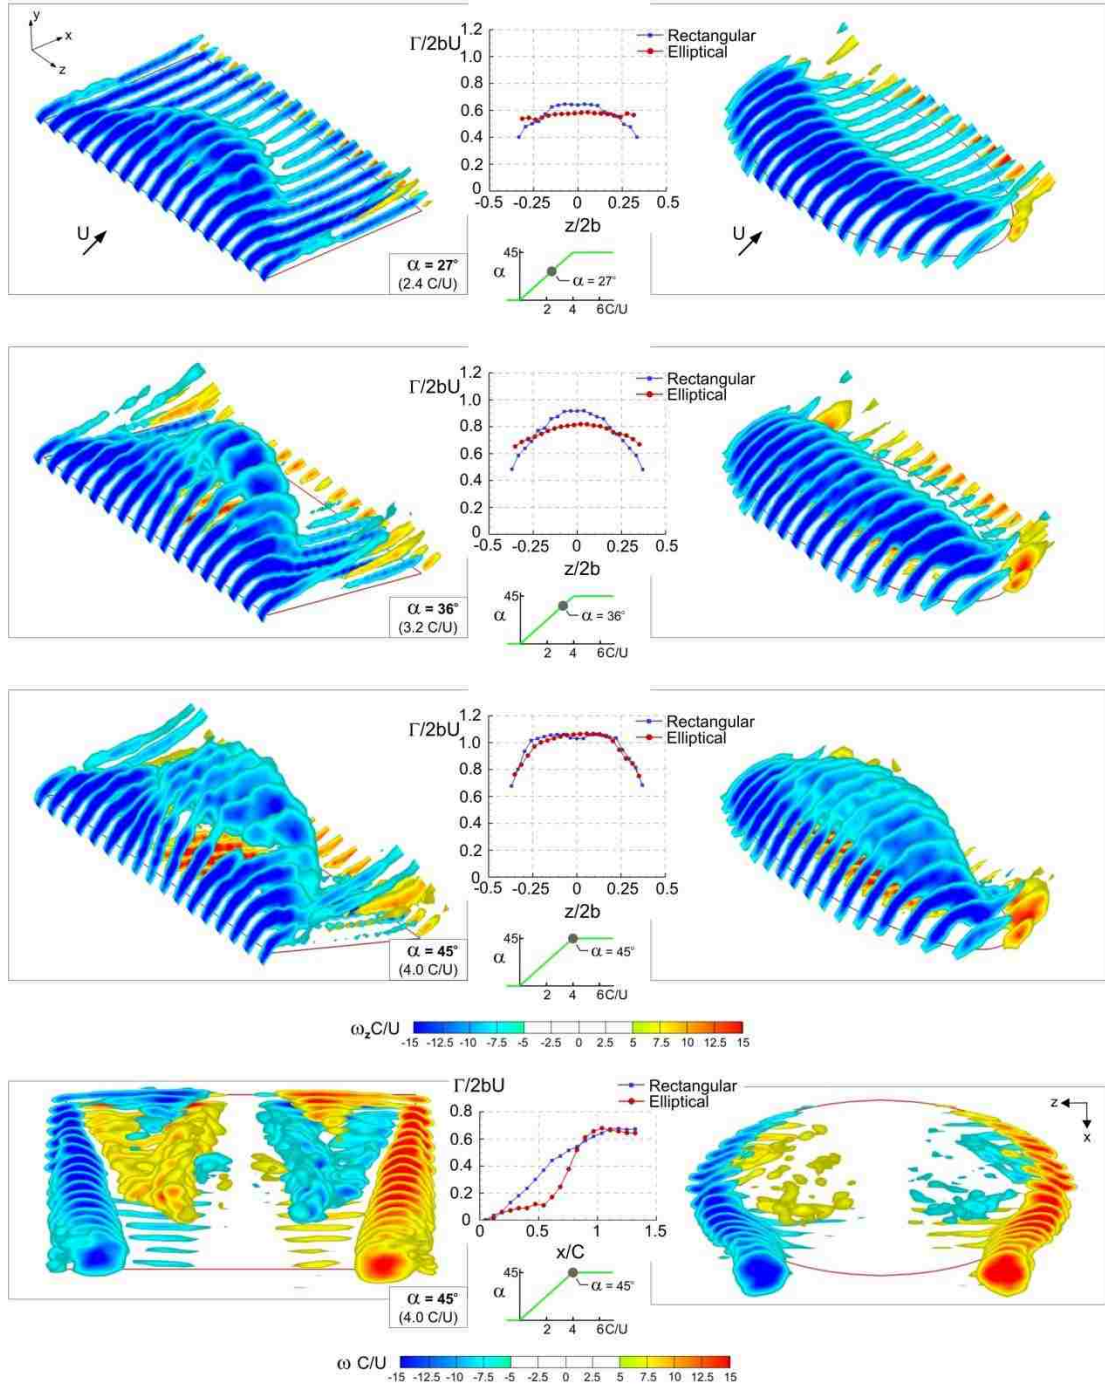 y
x
z
U
α = 27°
(2.4 C/U)
Γ/2bU
1.2
1.0
0.8
0.6
0.4
0.2
0
-0.5 -0.25 0 0.25 0.5
z/2b
Rectangular
Elliptical
45
α
α = 27°
2 4 6 C/U
U
α = 36°
(3.2 C/U)
Γ/2bU
1.2
1.0
0.8
0.6
0.4
0.2
0
-0.5 -0.25 0 0.25 0.5
z/2b
Rectangular
Elliptical
45
α
α = 36°
2 4 6 C/U
α = 45°
(4.0 C/U)
Γ/2bU
1.2
1.0
0.8
0.6
0.4
0.2
0
-0.5 -0.25 0 0.25 0.5
z/2b
Rectangular
Elliptical
45
α
α = 45°
2 4 6 C/U
ω_z C/U
-15 -12.5 -10 -7.5 -5 -2.5 0 2.5 5 7.5 10 12.5 15
α = 45°
(4.0 C/U)
Γ/2bU
0.8
0.6
0.4
0.2
0
0 0.5 1 1.5
x/C
Rectangular
Elliptical
45
α
α = 45°
2 4 6 C/U
z
x
ω C/U
-15 -12.5 -10 -7.5 -5 -2.5 0 2.5 5 7.5 10 12.5 15